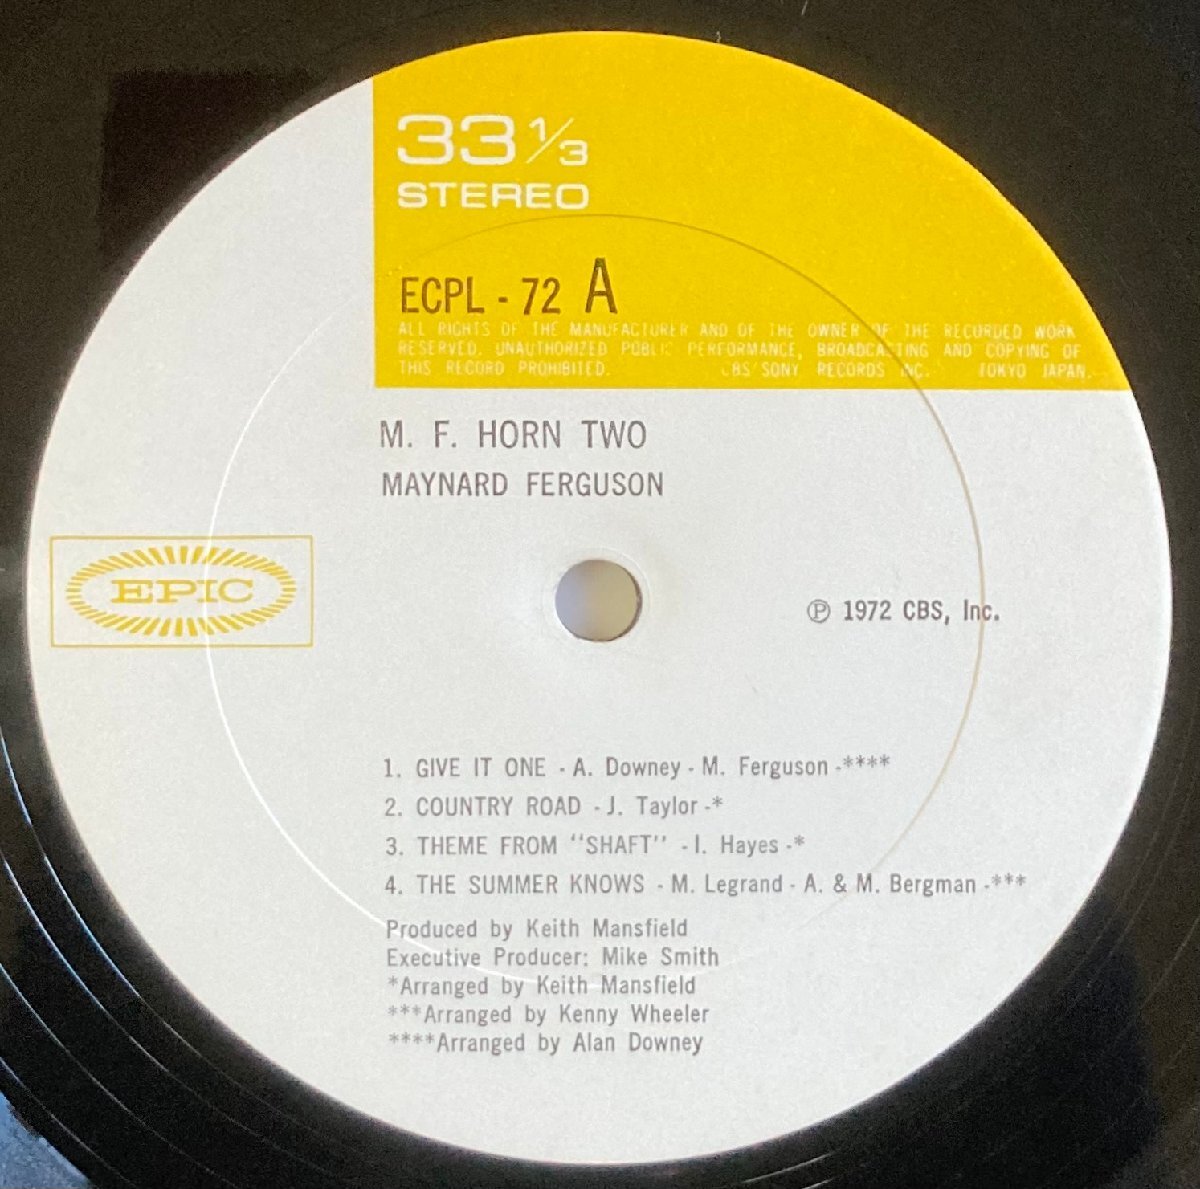 33 1/3
STEREO
ECPL - 72 A
ALL RIGHTS OF THE MANUFACTURER AND OF THE OWNER OF THE RECORDED WORK
RESERVED. UNAUTHORIZED PUBLIC PERFORMANCE, BROADCASTING AND COPYING OF
THIS RECORD PROHIBITED. CBS/SONY RECORDS INC. TOKYO JAPAN.
M. F. HORN TWO
MAYNARD FERGUSON
EPIC
℗ 1972 CBS, Inc.
1. GIVE IT ONE - A. Downey - M. Ferguson -****
2. COUNTRY ROAD - J. Taylor -*
3. THEME FROM "SHAFT" - I. Hayes -*
4. THE SUMMER KNOWS - M. Legrand - A. & M. Bergman -***
Produced by Keith Mansfield
Executive Producer: Mike Smith
*Arranged by Keith Mansfield
***Arranged by Kenny Wheeler
****Arranged by Alan Downey